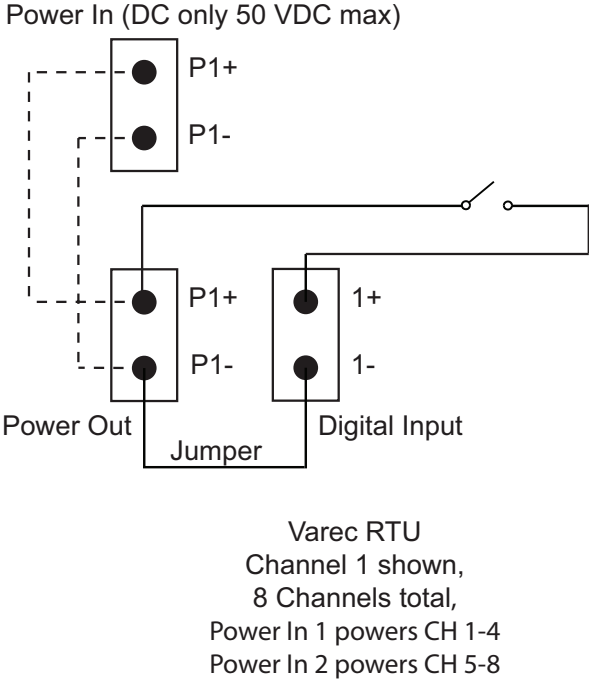 Power In (DC only 50 VDC max)
P1+
P1-
P1+
1+
P1-
1-
Power Out
Digital Input
Jumper
Varec RTU
Channel 1 shown,
8 Channels total,
Power In 1 powers CH 1-4
Power In 2 powers CH 5-8